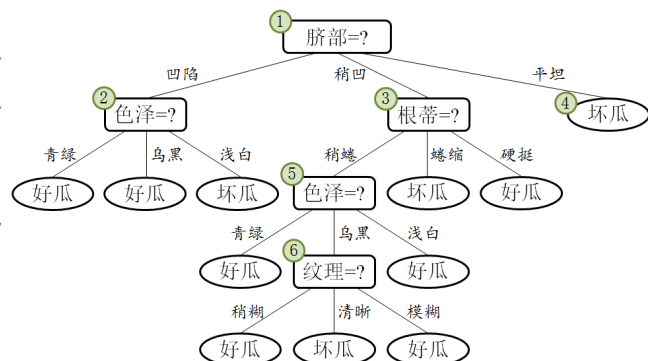 1
脐部=?
凹陷 稍凹 平坦
2 3 4
色泽=? 根蒂=? 坏瓜
青绿 乌黑 浅白 稍蜷 蜷缩 硬挺
5
好瓜 好瓜 坏瓜 色泽=? 坏瓜 好瓜
青绿 乌黑 浅白
6
好瓜 纹理=? 好瓜
稍糊 清晰 模糊
好瓜 坏瓜 好瓜